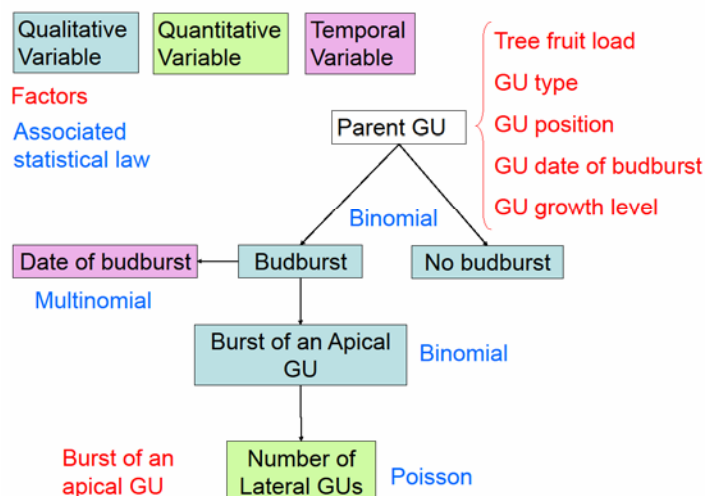 Qualitative
Variable
Quantitative
Variable
Temporal
Variable
Factors
Associated
statistical law
Tree fruit load
GU type
GU position
GU date of budburst
GU growth level
Parent GU
Binomial
Date of budburst
Budburst
No budburst
Multinomial
Burst of an Apical
GU
Binomial
Burst of an
apical GU
Number of
Lateral GUs
Poisson